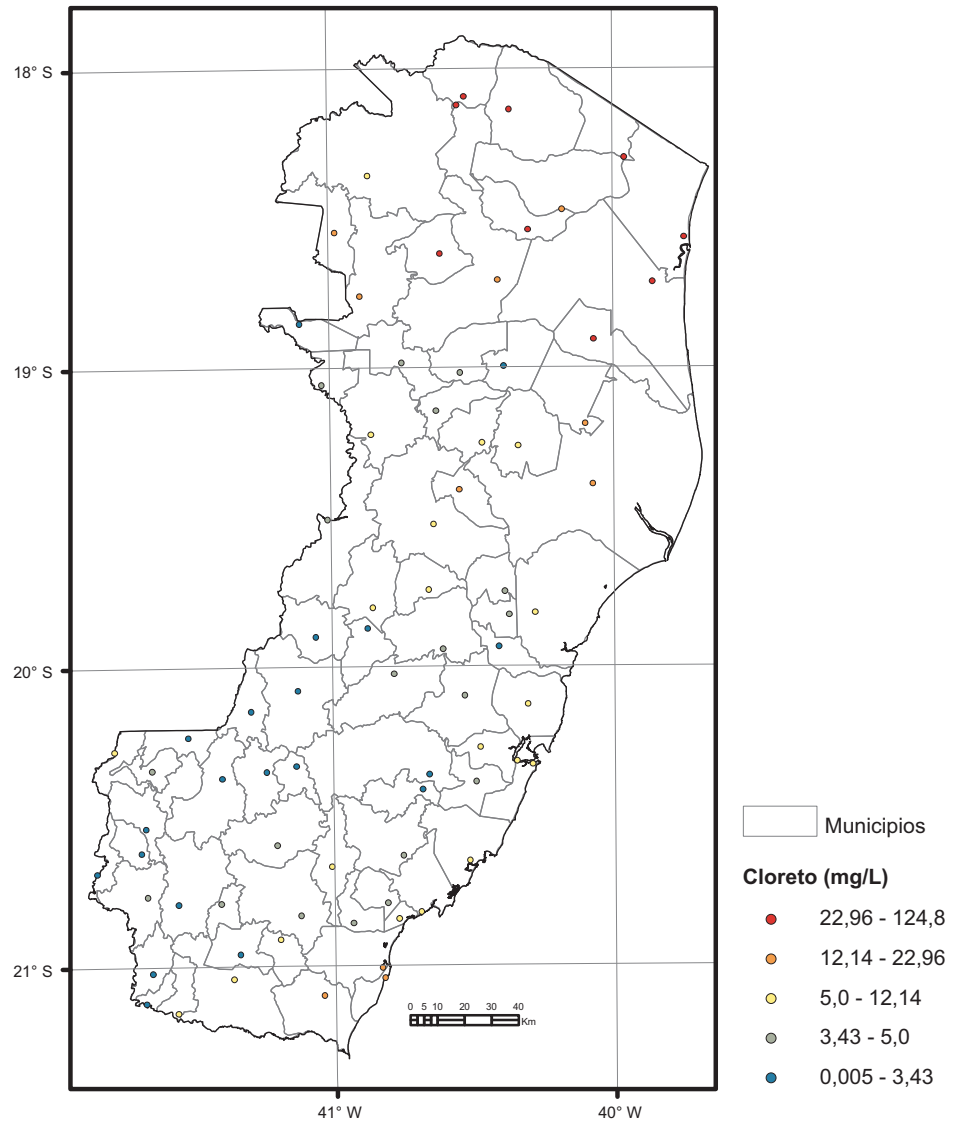 18° S
19° S
20° S
21° S
41° W
40° W
0 5 10 20 30 40
Km
Municipios
Cloreto (mg/L)
22,96 - 124,8
12,14 - 22,96
5,0 - 12,14
3,43 - 5,0
0,005 - 3,43